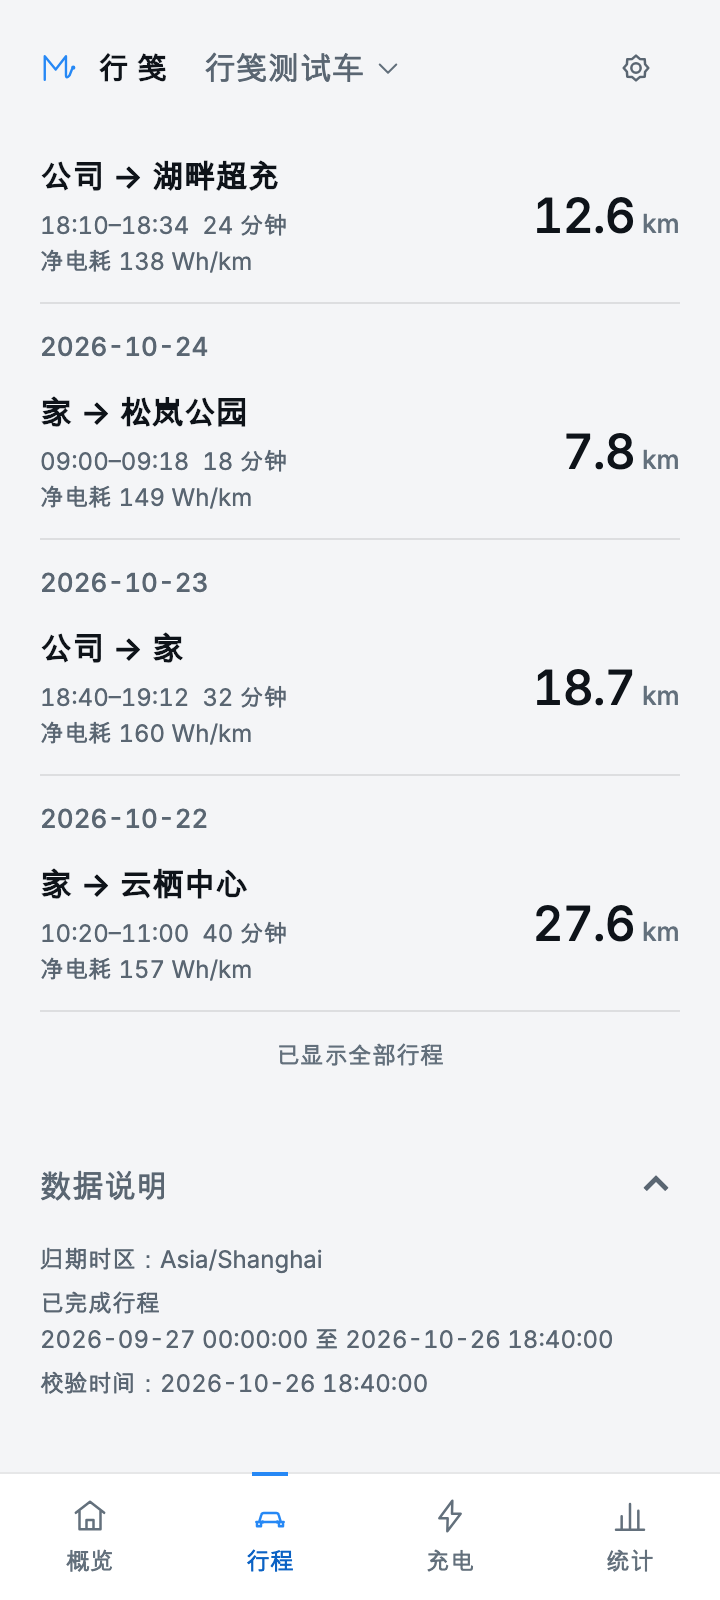 行笺 行笺测试车
公司 → 湖畔超充
18:10–18:34 24 分钟
净电耗 138 Wh/km
12.6 km
2026-10-24
家 → 松岚公园
09:00–09:18 18 分钟
净电耗 149 Wh/km
7.8 km
2026-10-23
公司 → 家
18:40–19:12 32 分钟
净电耗 160 Wh/km
18.7 km
2026-10-22
家 → 云栖中心
10:20–11:00 40 分钟
净电耗 157 Wh/km
27.6 km
已显示全部行程
数据说明
归期时区：Asia/Shanghai
已完成行程
2026-09-27 00:00:00 至 2026-10-26 18:40:00
校验时间：2026-10-26 18:40:00
概览 行程 充电 统计